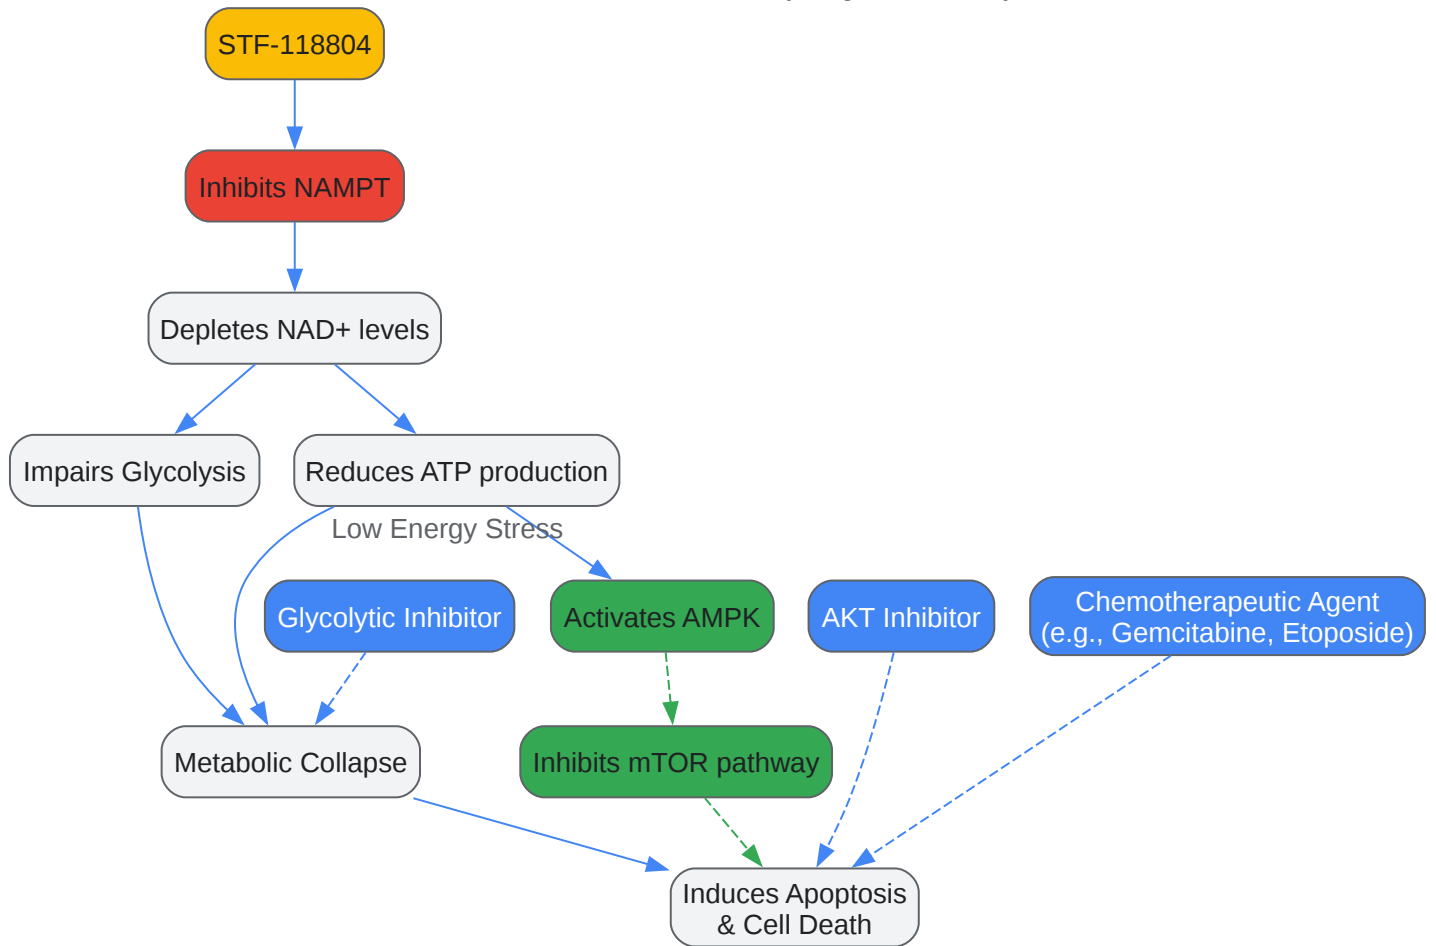 STF-118804
Inhibits NAMPT
Depletes NAD+ levels
Impairs Glycolysis
Reduces ATP production
Low Energy Stress
Glycolytic Inhibitor
Activates AMPK
AKT Inhibitor
Chemotherapeutic Agent
(e.g., Gemcitabine, Etoposide)
Metabolic Collapse
Inhibits mTOR pathway
Induces Apoptosis
& Cell Death